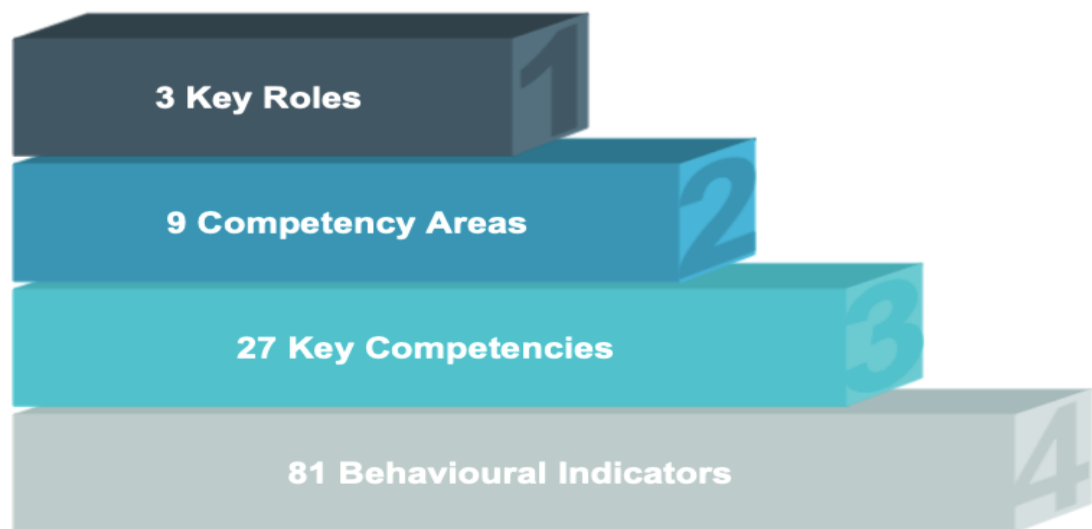 3 Key Roles
1
9 Competency Areas
2
27 Key Competencies
3
81 Behavioural Indicators
4